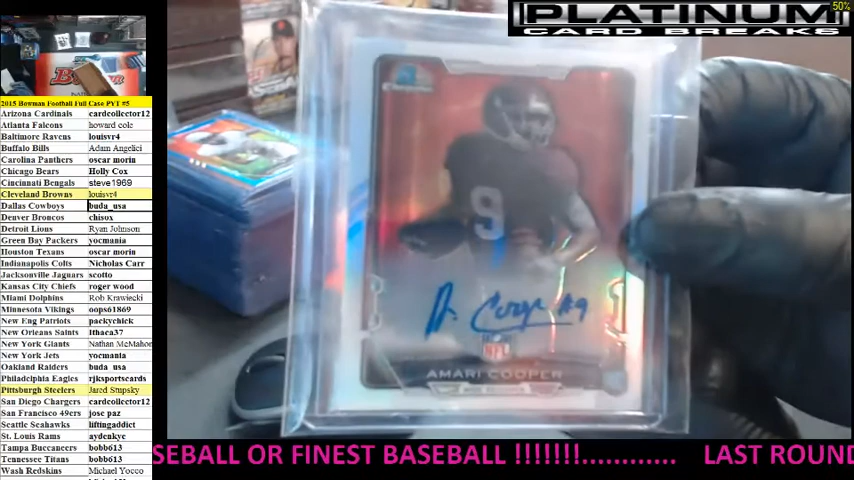 50%
PLATINUM
CARD BREAKS
2015 Bowman Football Full Case PYT #5
Arizona Cardinals cardcollector12
Atlanta Falcons howard cole
Baltimore Ravens louisvr4
Buffalo Bills Adam Angelici
Carolina Panthers oscar morin
Chicago Bears Holly Cox
Cincinnati Bengals steve1969
Cleveland Browns louisvr4
Dallas Cowboys buda_usa
Denver Broncos chisox
Detroit Lions Ryan Johnson
Green Bay Packers yocmania
Houston Texans oscar morin
Indianapolis Colts Nicholas Carr
Jacksonville Jagnars scotto
Kansas City Chiefs roger wood
Miami Dolphins Rob Krawiecki
Minnesota Vikings oops61869
New Eng Patriots packychick
New Orleans Saints Ithaca37
New York Giants Nathan McMahon
New York Jets yocmania
Oakland Raiders buda_usa
Philadelphia Eagles rjksportscards
Pittsburgh Steelers Jared Stupsky
San Diego Chargers cardcollector12
San Francisco 49ers jose paz
Seattle Seahawks liftingaddict
St. Louis Rams aydenkyc
Tampa Buccaneers bobb613
Tennessee Titans bobb613
Wash Redskins Michael Yocco
Chrome
9
A. Cooper #9
NFL
AMARI COOPER
SEBALL OR FINEST BASEBALL !!!!!!!............ LAST ROUND